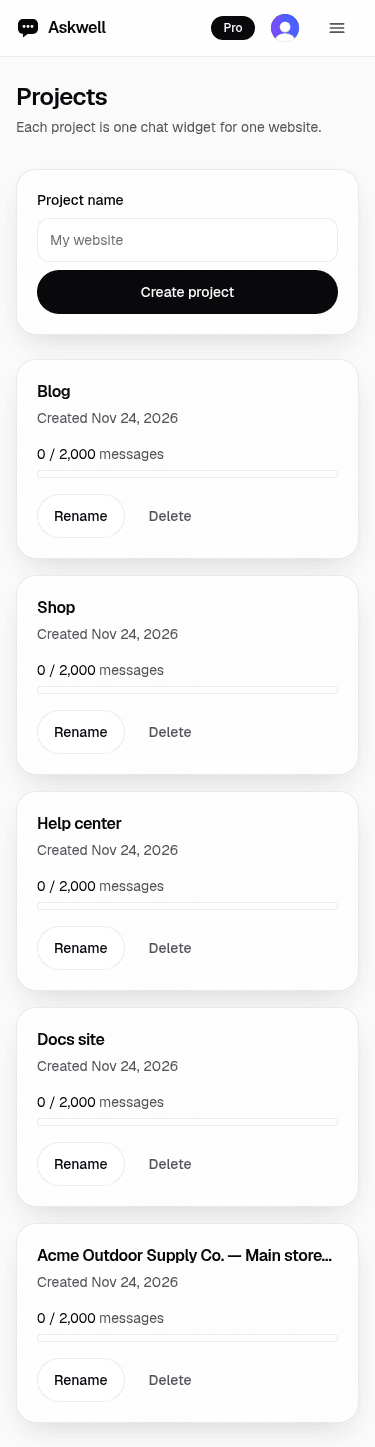 Askwell
Pro
Projects
Each project is one chat widget for one website.
Project name
My website
Create project
Blog
Created Nov 24, 2026
0 / 2,000 messages
Rename Delete
Shop
Created Nov 24, 2026
0 / 2,000 messages
Rename Delete
Help center
Created Nov 24, 2026
0 / 2,000 messages
Rename Delete
Docs site
Created Nov 24, 2026
0 / 2,000 messages
Rename Delete
Acme Outdoor Supply Co. — Main store...
Created Nov 24, 2026
0 / 2,000 messages
Rename Delete